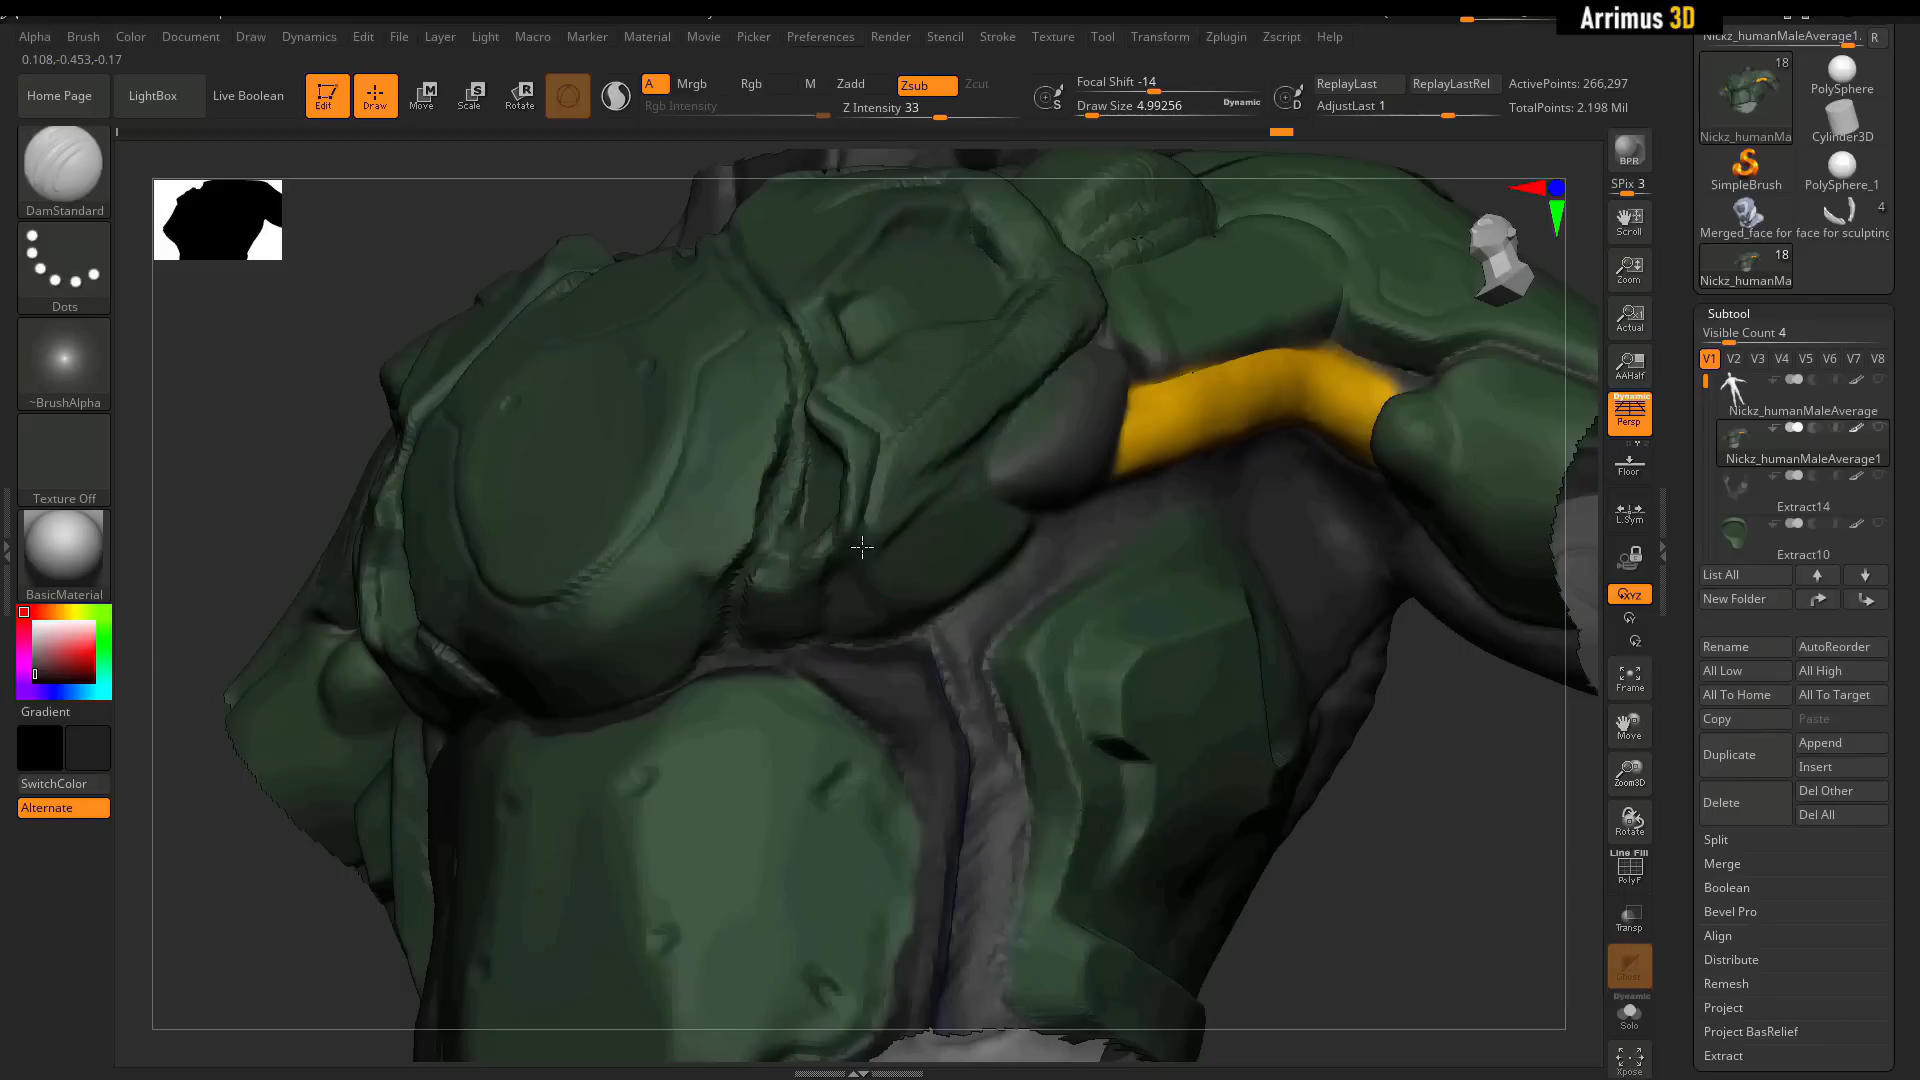 Arrimus 3D
Alpha Brush Color Document Draw Dynamics Edit File Layer Light Macro Marker Material Movie Picker Preferences Render Stencil Stroke Texture Tool Transform Zplugin Zscript Help
Nickz_humanMaleAverage1. R
0.108,-0.453,-0.17
Home Page LightBox Live Boolean Edit Draw Move Scale Rotate
A Mrgb Rgb M Zadd Zsub Zcut
Rgb Intensity Z Intensity 33
Focal Shift -14
Draw Size 4.99256 Dynamic
S D
ReplayLast ReplayLastRel ActivePoints: 266,297
AdjustLast 1 TotalPoints: 2.198 Mil
18
PolySphere
Nickz_humanMa Cylinder3D
SimpleBrush PolySphere_1
4
Merged_face for face for sculpting
18
Nickz_humanMa
DamStandard
Dots
~BrushAlpha
Texture Off
BasicMaterial
Gradient
SwitchColor
Alternate
BPR
SPix 3
Scroll
Zoom
Actual
AAHalf
Dynamic
Persp
Floor
L.Sym
XYZ
Frame
Move
Zoom3D
Rotate
Line Fill
PolyF
Transp
Ghost
Dynamic
Solo
Xpose
Subtool
Visible Count 4
V1 V2 V3 V4 V5 V6 V7 V8
Nickz_humanMaleAverage
Nickz_humanMaleAverage1
Extract14
Extract10
List All
New Folder
Rename AutoReorder
All Low All High
All To Home All To Target
Copy Paste
Duplicate Append
Insert
Delete Del Other
Del All
Split
Merge
Boolean
Bevel Pro
Align
Distribute
Remesh
Project
Project BasRelief
Extract